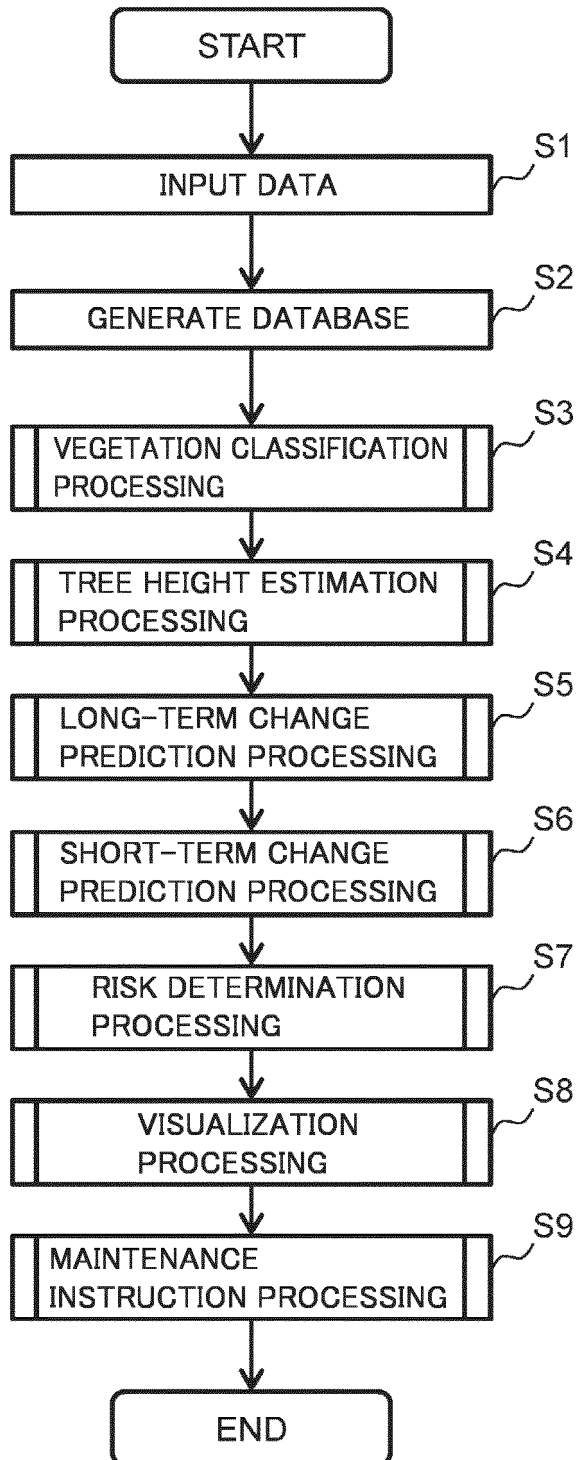 START
S1
INPUT DATA
S2
GENERATE DATABASE
S3
VEGETATION CLASSIFICATION
PROCESSING
S4
TREE HEIGHT ESTIMATION
PROCESSING
S5
LONG-TERM CHANGE
PREDICTION PROCESSING
S6
SHORT-TERM CHANGE
PREDICTION PROCESSING
S7
RISK DETERMINATION
PROCESSING
S8
VISUALIZATION
PROCESSING
S9
MAINTENANCE
INSTRUCTION PROCESSING
END